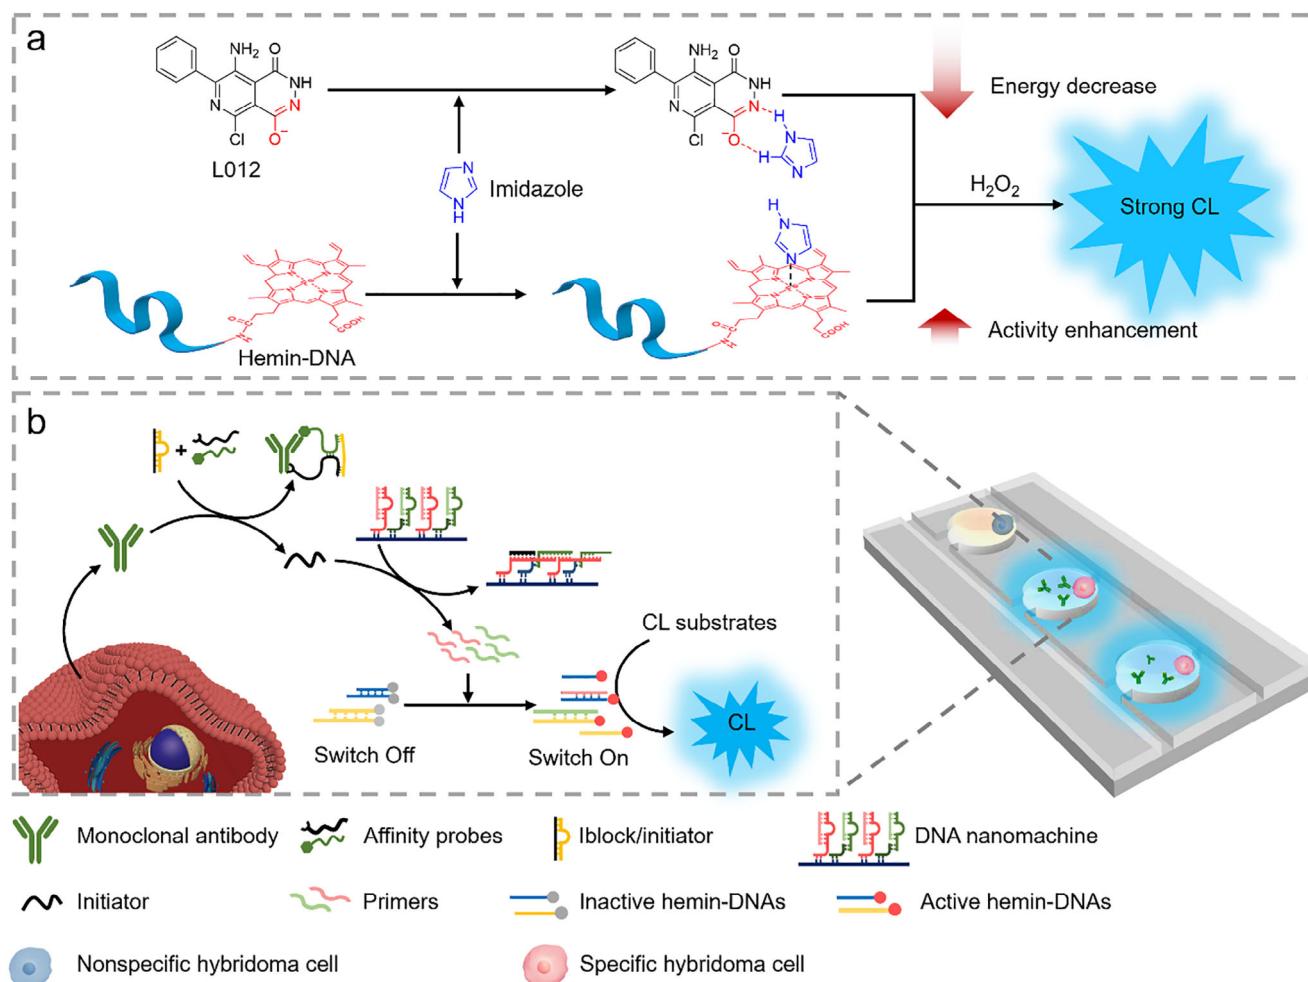 a
NH₂
O
NH
N
N
Cl
O⁻
L012
NH₂
O
NH
N
N
H
Cl
⁻O
N
H
N
Energy decrease
N
N
H
Imidazole
H₂O₂
Strong CL
H
N
N
O
C
N
H
COOH
Hemin-DNA
O
C
N
H
COOH
Activity enhancement
b
+
CL substrates
CL
Switch Off
Switch On
Monoclonal antibody
Affinity probes
Iblock/initiator
DNA nanomachine
Initiator
Primers
Inactive hemin-DNAs
Active hemin-DNAs
Nonspecific hybridoma cell
Specific hybridoma cell